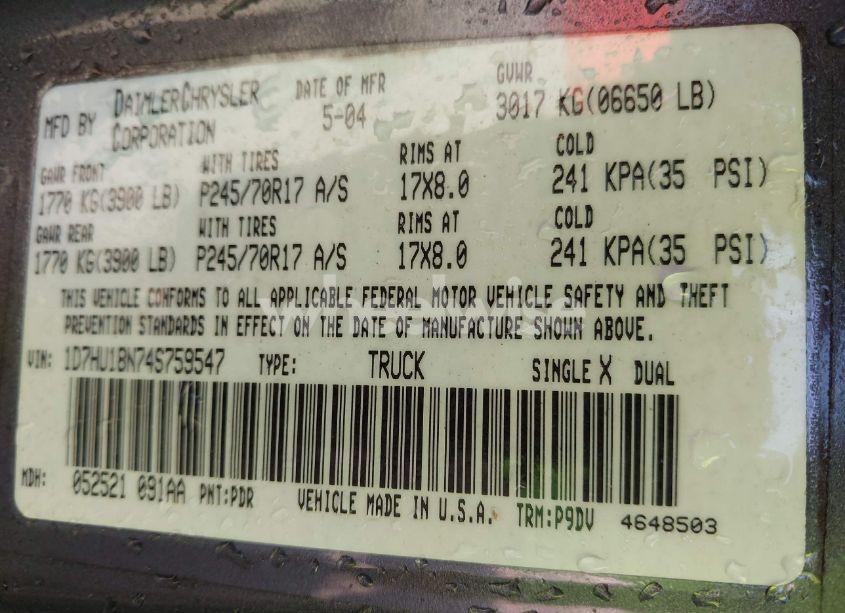 MFD BY DAIMLERCHRYSLER CORPORATION DATE OF MFR 5-04 GVWR 3017 KG(06650 LB)
GAWR FRONT WITH TIRES RIMS AT COLD
1770 KG(3900 LB) P245/70R17 A/S 17X8.0 241 KPA(35 PSI)
GAWR REAR WITH TIRES RIMS AT COLD
1770 KG(3900 LB) P245/70R17 A/S 17X8.0 241 KPA(35 PSI)
THIS VEHICLE CONFORMS TO ALL APPLICABLE FEDERAL MOTOR VEHICLE SAFETY AND THEFT
PREVENTION STANDARDS IN EFFECT ON THE DATE OF MANUFACTURE SHOWN ABOVE.
VIN: 1D7HU18N74S759547 TYPE: TRUCK SINGLE X DUAL
MDH: 052521 091AA PNT:PDR VEHICLE MADE IN U.S.A. TRM:P9DV 4648503